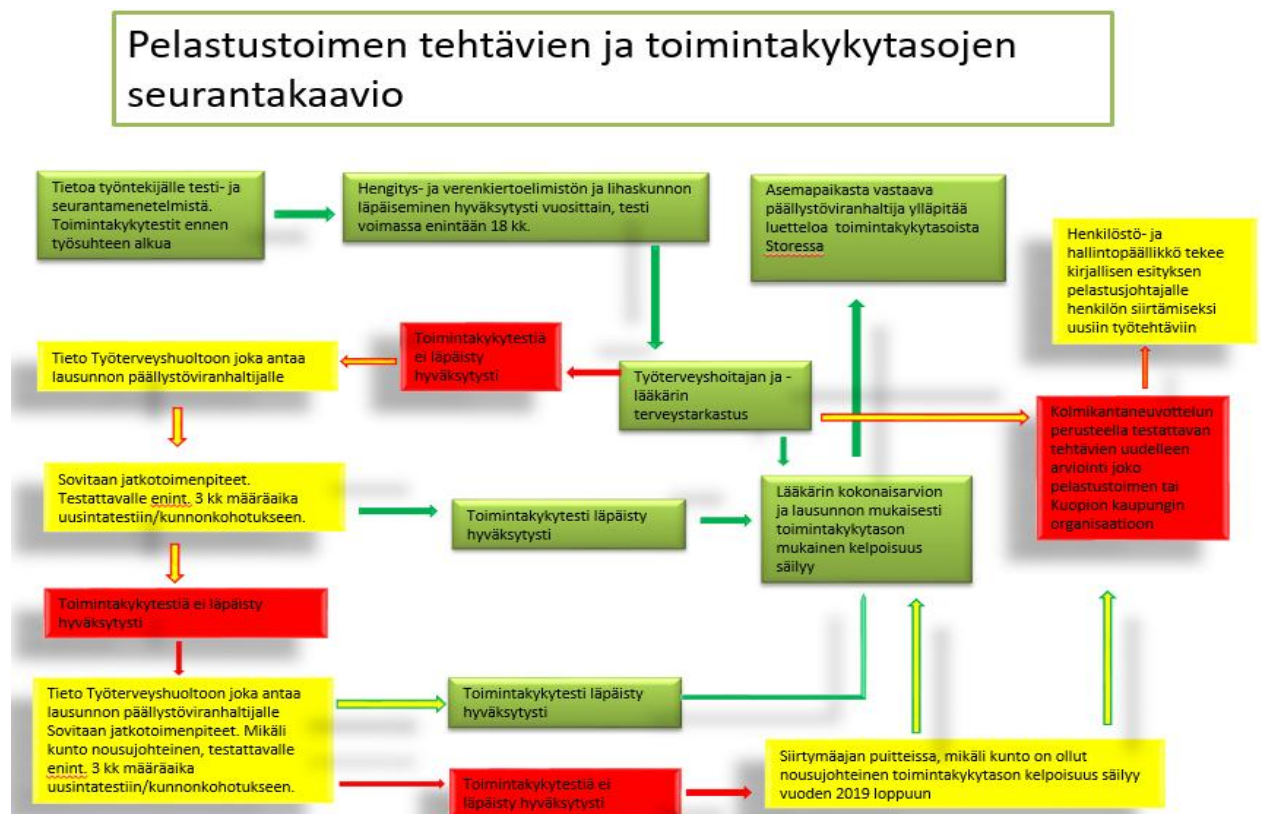 Pelastustoimen tehtävien ja toimintakykytasojen
seurantakaavio
Tietoa työntekijälle testi- ja
seurantamenetelmistä.
Toimintakykytestit ennen
työsuhteen alkua
Hengitys- ja verenkiertoelimistön ja lihaskunnon
läpäiseminen hyväksytysti vuosittain, testi
voimassa enintään 18 kk.
Asemapaikasta vastaava
päällystöviranhaltija ylläpitää
luetteloa toimintakykytasoista
Storessa
Henkilöstö- ja
hallintopäällikkö tekee
kirjallisen esityksen
pelastusjohtajalle
henkilön siirtämiseksi
uusiin työtehtäviin
Toimintakykytestiä
ei läpäisty
hyväksytysti
Tieto Työterveyshuoltoon joka antaa
lausunnon päällystöviranhaltijalle
Työterveyshoitajan ja -
lääkärin
terveystarkastus
Kolmikantaneuvottelun
perusteella testattavan
tehtävien uudelleen
arviointi joko
pelastustoimen tai
Kuopion kaupungin
organisaatioon
Sovitaan jatkotoimenpiteet.
Testattavalle enint. 3 kk määräaika
uusintatestiin/kunnonkohotukseen.
Toimintakykytesti läpäisty
hyväksytysti
Lääkärin kokonaisarvion
ja lausunnon mukaisesti
toimintakykytason
mukainen kelpoisuus
säilyy
Toimintakykytestiä ei läpäisty
hyväksytysti
Tieto Työterveyshuoltoon joka antaa
lausunnon päällystöviranhaltijalle
Sovitaan jatkotoimenpiteet. Mikäli
kunto nousujohteinen, testattavalle
enint. 3 kk määräaika
uusintatestiin/kunnonkohotukseen.
Toimintakykytesti läpäisty
hyväksytysti
Toimintakykytestiä ei
läpäisty hyväksytysti
Siirtymäajan puitteissa, mikäli kunto on ollut
nousujohteinen toimintakykytason kelpoisuus säilyy
vuoden 2019 loppuun